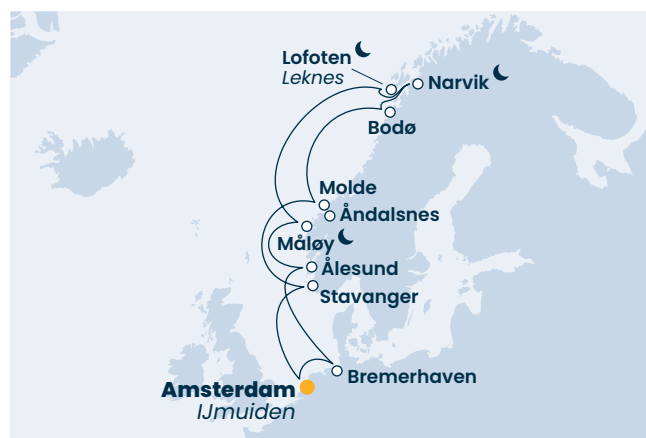 Lofoten
Leknes
Narvik
Bodø
Molde
Åndalsnes
Måløy
Ålesund
Stavanger
Bremerhaven
Amsterdam
IJmuiden